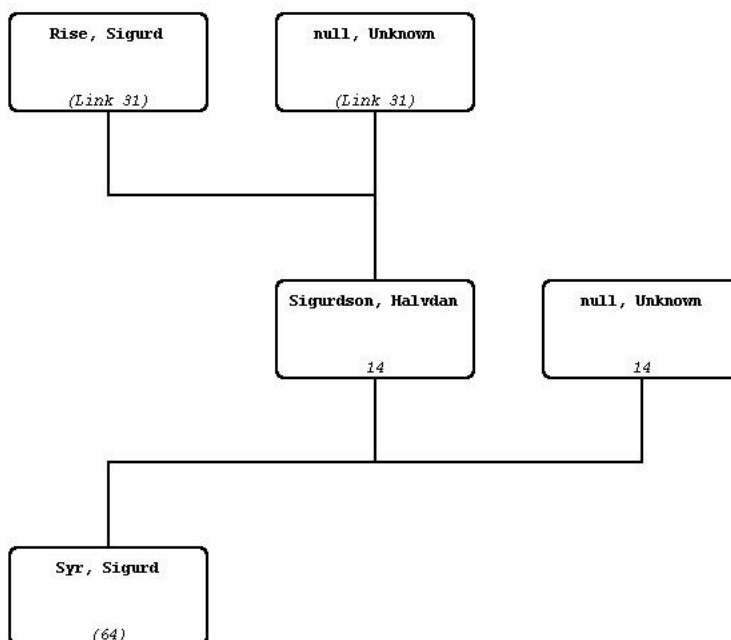 Rise, Sigurd
(Link 31)
null, Unknown
(Link 31)
Sigurdson, Halvdan
14
null, Unknown
14
Syr, Sigurd
(64)